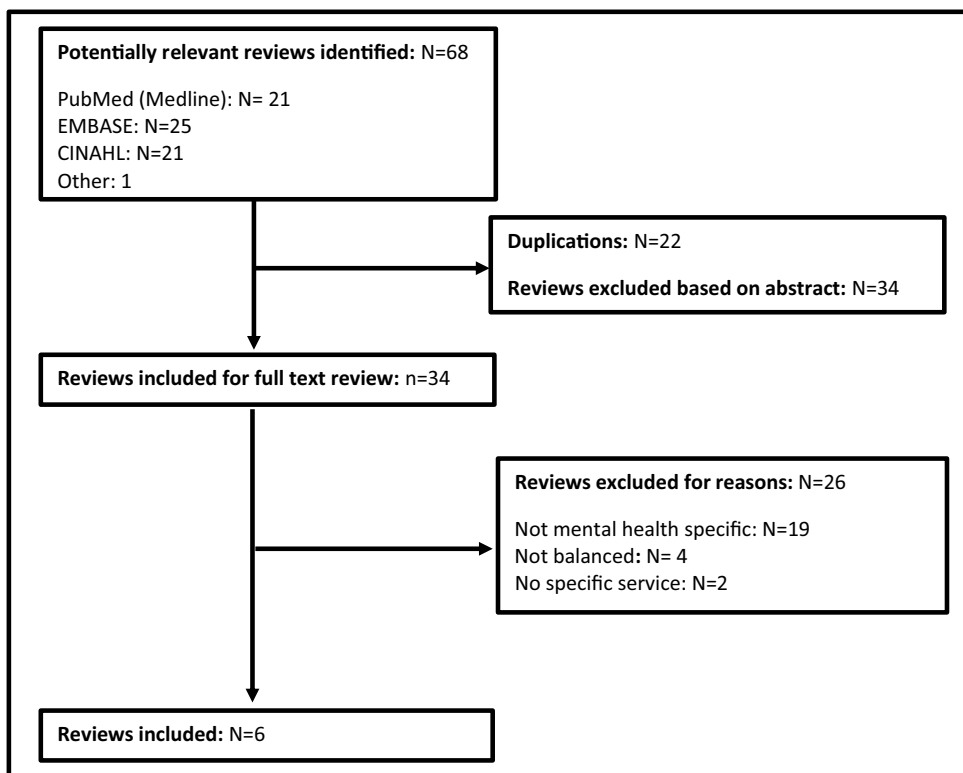 Potentially relevant reviews identified: N=68
PubMed (Medline): N= 21
EMBASE: N=25
CINAHL: N=21
Other: 1
Duplications: N=22
Reviews excluded based on abstract: N=34
Reviews included for full text review: n=34
Reviews excluded for reasons: N=26
Not mental health specific: N=19
Not balanced: N= 4
No specific service: N=2
Reviews included: N=6